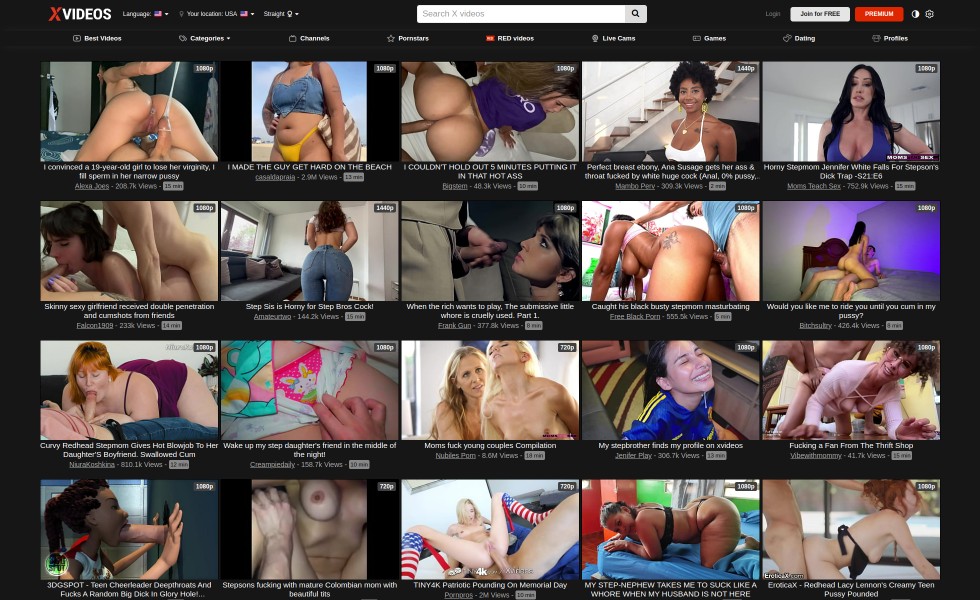 XVIDEOS
Language:
Your location: USA
Straight
Search X videos
Login
Join for FREE
PREMIUM
Best Videos
Categories
Channels
Pornstars
RED videos
Live Cams
Games
Dating
Profiles
1080p
1080p
1080p
1440p
1080p
MOMS SEX
I convinced a 19-year-old girl to lose her virginity, I
fill sperm in her narrow pussy
Alexa Joes - 208.7k Views - 15 min
I MADE THE GUY GET HARD ON THE BEACH
casaldapraia - 2.9M Views - 13 min
I COULDN'T HOLD OUT 5 MINUTES PUTTING IT
IN THAT HOT ASS
Bigstem - 48.3k Views - 10 min
Perfect breast ebony, Ana Susage gets her ass &
throat fucked by white huge cock (Anal, 0% pussy,..
Mambo Perv - 309.3k Views - 2 min
Horny Stepmom Jennifer White Falls For Stepson's
Dick Trap -S21:E6
Moms Teach Sex - 752.9k Views - 15 min
1080p
1440p
1080p
1080p
1080p
Skinny sexy girlfriend received double penetration
and cumshots from friends
Falcon1909 - 233k Views - 14 min
Step Sis is Horny for Step Bros Cock!
Amateurtwo - 144.2k Views - 15 min
When the rich wants to play, The submissive little
whore is cruelly used. Part 1.
Frank Gun - 377.8k Views - 6 min
Caught his black busty stepmom masturbating
Free Black Porn - 555.5k Views - 5 min
Would you like me to ride you until you cum in my
pussy?
Bitchsultry - 426.4k Views - 8 min
1080p
1080p
720p
1080p
1080p
Curvy Redhead Stepmom Gives Hot Blowjob To Her
Daughter'S Boyfriend. Swallowed Cum
NiuraKoshkina - 810.1k Views - 12 min
Wake up my step daughter's friend in the middle of
the night!
Creampiedaily - 158.7k Views - 10 min
Moms fuck young couples Compilation
Nubiles Porn - 8.6M Views - 18 min
My stepbrother finds my profile on xvideos
Jenifer Play - 306.7k Views - 13 min
Fucking a Fan From The Thrift Shop
Vibewithmommy - 41.7k Views - 15 min
1080p
720p
720p
1080p
1080p
4k
EroticaX.com
3DGSPOT - Teen Cheerleader Deepthroats And
Fucks A Random Big Dick In Glory Hole!...
Stepsons fucking with mature Colombian mom with
beautiful tits
TINY4K Patriotic Pounding On Memorial Day
Pornpros - 2M Views - 10 min
MY STEP-NEPHEW TAKES ME TO SUCK LIKE A
WHORE WHEN MY HUSBAND IS NOT HERE
EroticaX - Redhead Lacy Lennon's Creamy Teen
Pussy Pounded